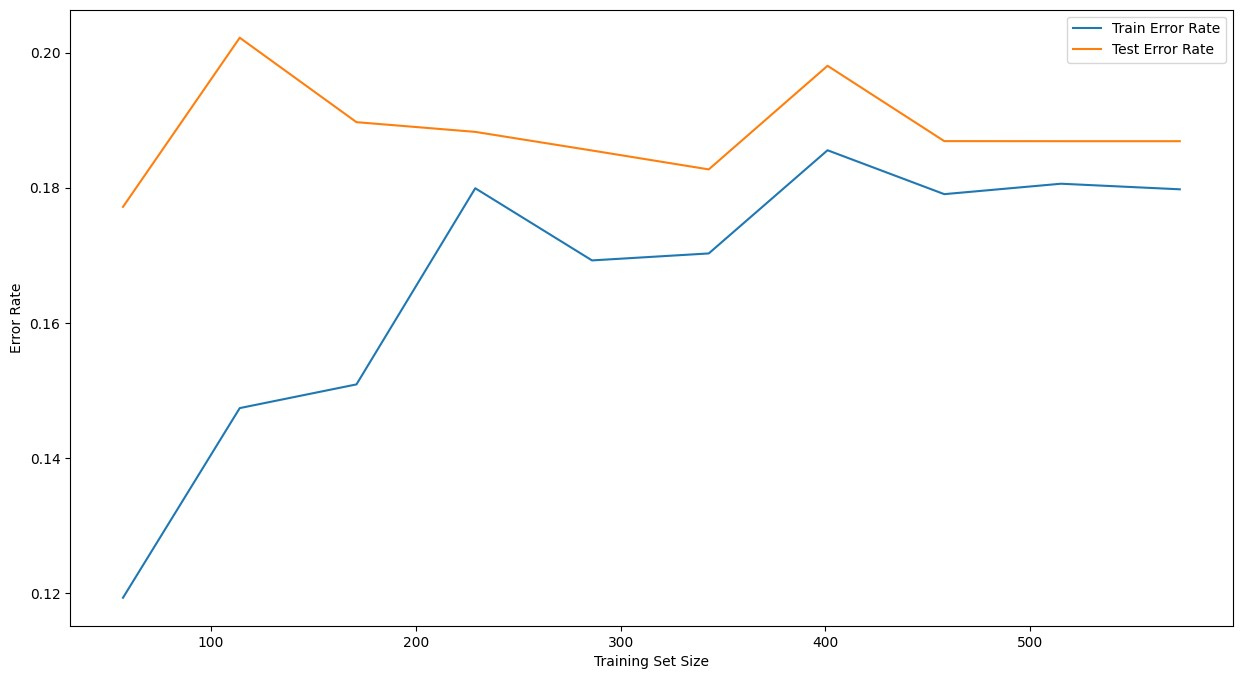 Train Error Rate
Test Error Rate
0.20
0.18
0.16
0.14
0.12
Error Rate
100
200
300
400
500
Training Set Size